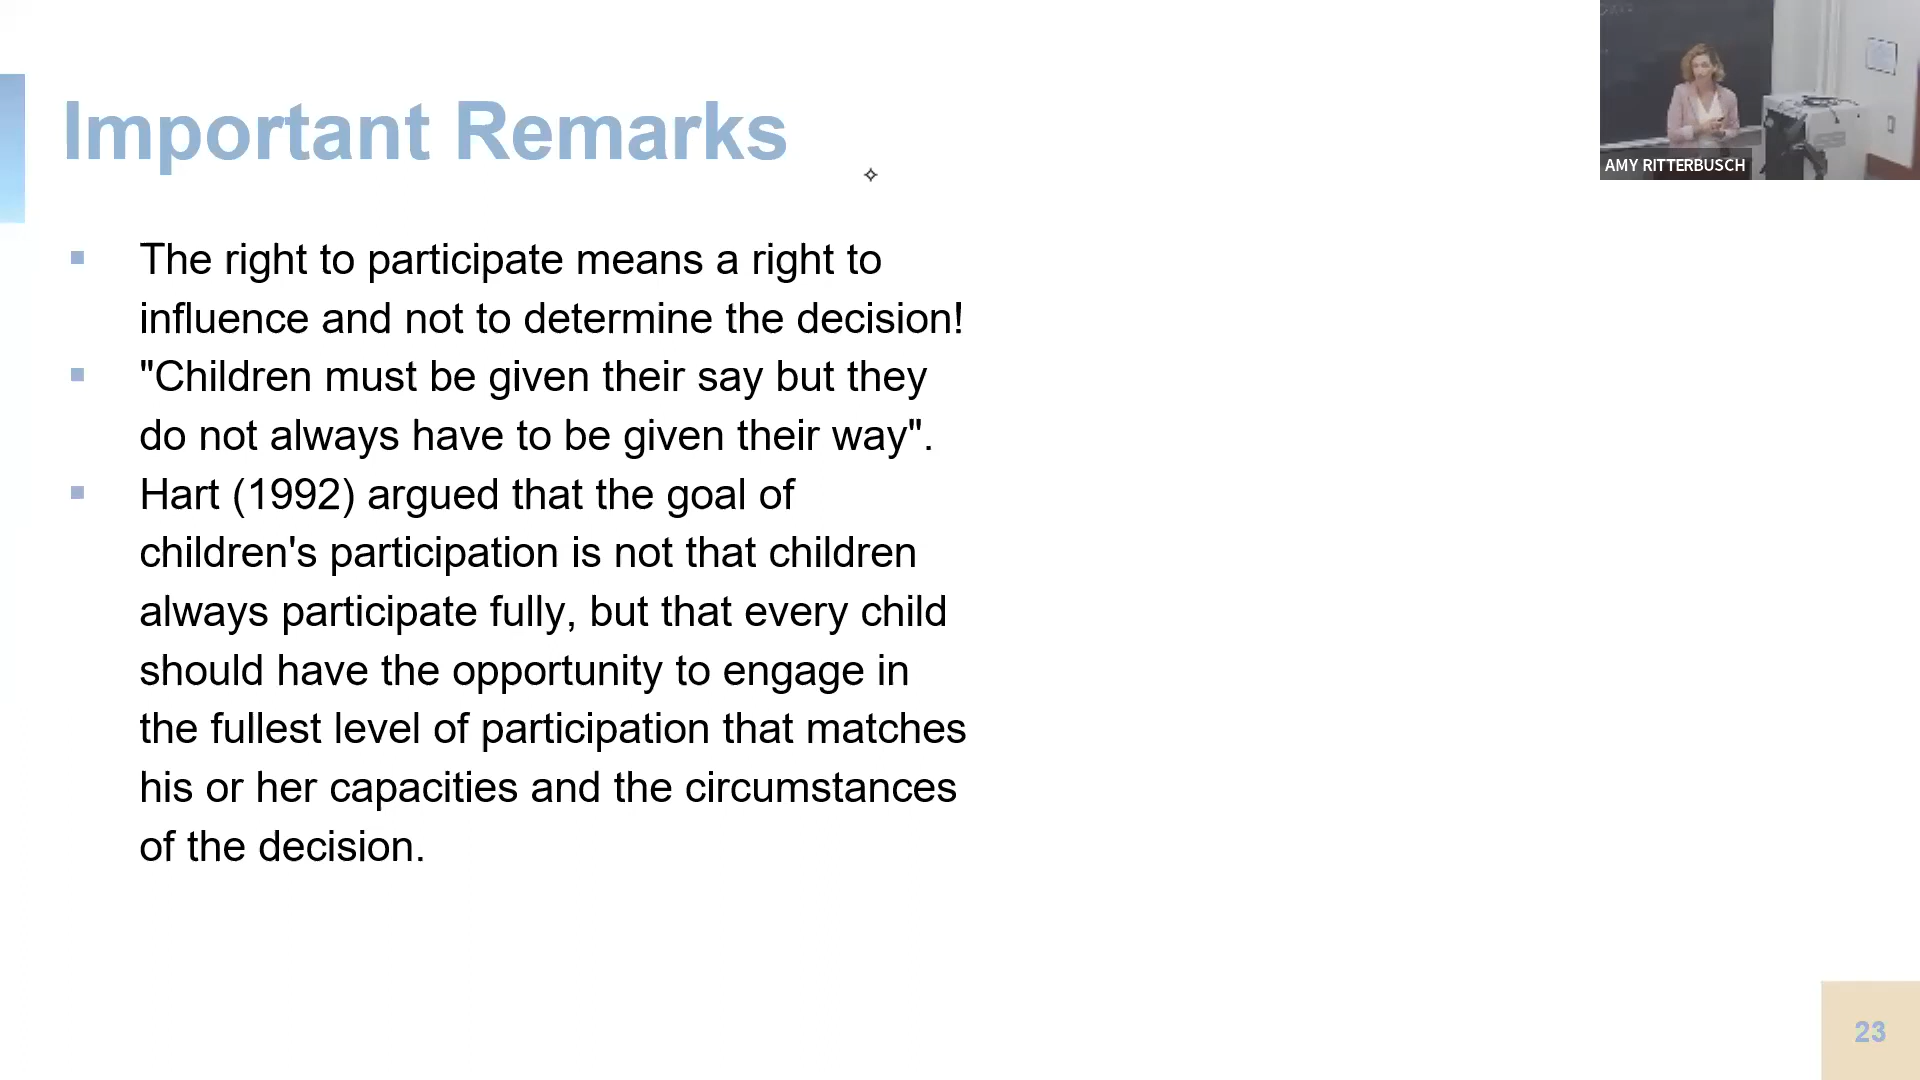 Important Remarks
AMY RITTERBUSCH
▪ The right to participate means a right to
influence and not to determine the decision!
▪ "Children must be given their say but they
do not always have to be given their way".
▪ Hart (1992) argued that the goal of
children's participation is not that children
always participate fully, but that every child
should have the opportunity to engage in
the fullest level of participation that matches
his or her capacities and the circumstances
of the decision.
23